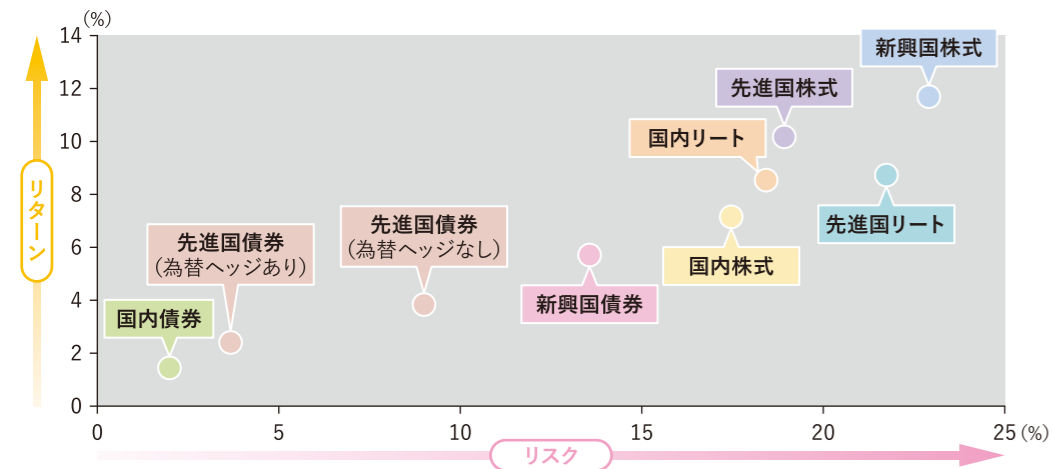 (%)
14
12
10
8
6
4
2
0
リターン
新興国株式
先進国株式
国内リート
先進国リート
先進国債券
(為替ヘッジあり)
先進国債券
(為替ヘッジなし)
国内株式
新興国債券
国内債券
0 5 10 15 20 25 (%)
リスク